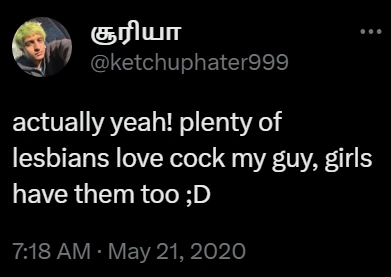 சூரியா
@ketchuphater999
actually yeah! plenty of
lesbians love cock my guy, girls
have them too ;D
7:18 AM · May 21, 2020